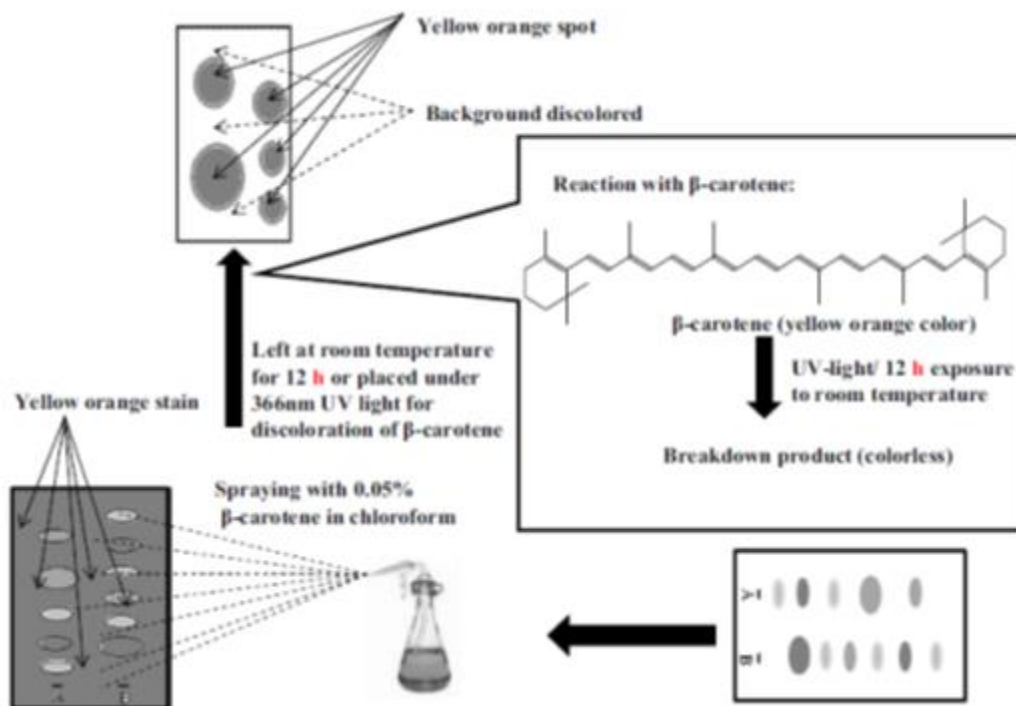 Yellow orange spot
Background discolored
Reaction with β-carotene:
β-carotene (yellow orange color)
UV-light/ 12 h exposure
to room temperature
Breakdown product (colorless)
Left at room temperature
for 12 h or placed under
366nm UV light for
discoloration of β-carotene
Yellow orange stain
Spraying with 0.05%
β-carotene in chloroform
A
B
A
B